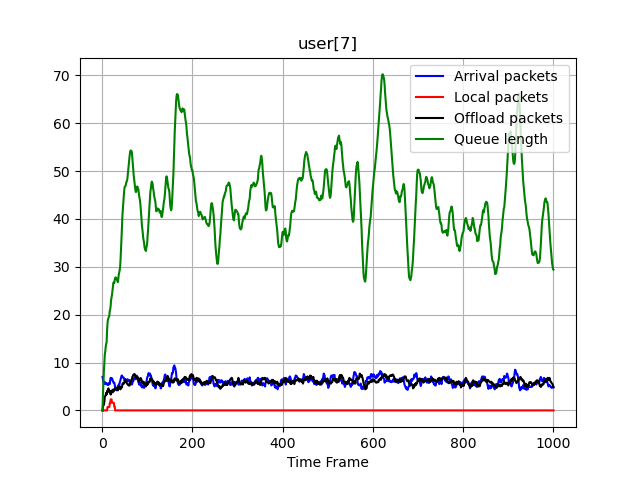 user[7]
Arrival packets
Local packets
Offload packets
Queue length
70
60
50
40
30
20
10
0
0 200 400 600 800 1000
Time Frame